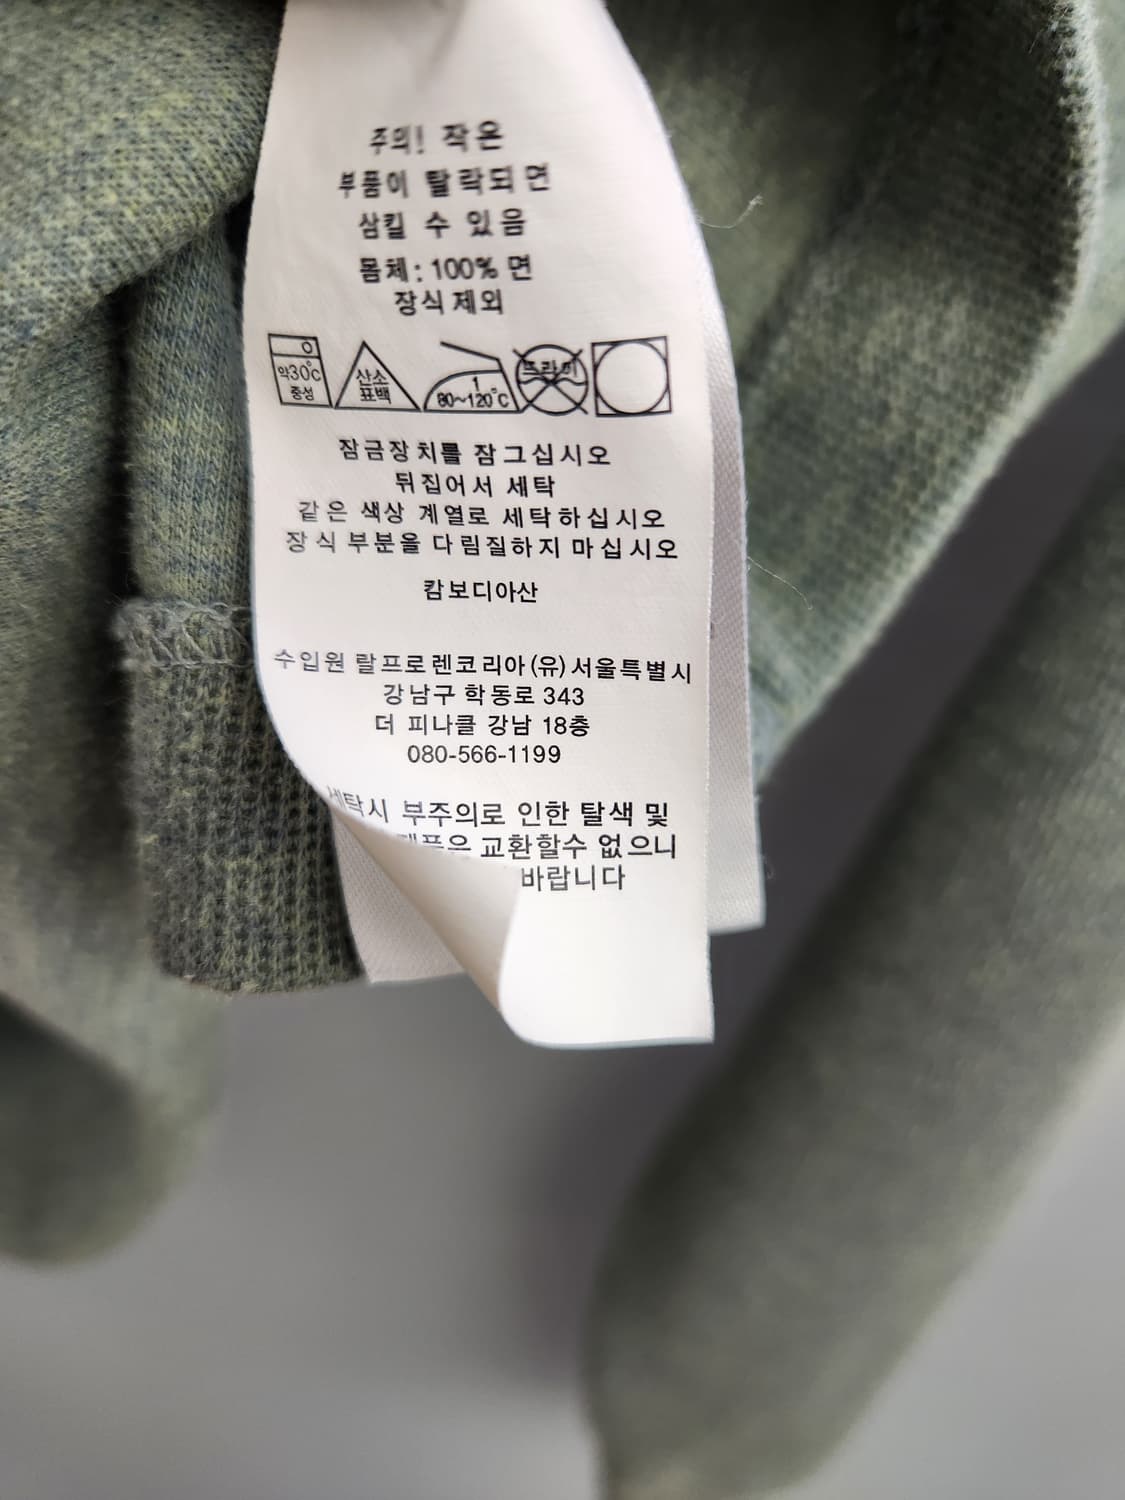 주의! 작은
부품이 탈락되면
삼킬 수 있음
몸체: 100% 면
장식 제외
약30°C
중성
산소
표백
1
80~120°C
드라이
잠금장치를 잠그십시오
뒤집어서 세탁
같은 색상 계열로 세탁하십시오
장식 부분을 다림질하지 마십시오
캄보디아산
수입원 랄프로렌코리아(유)서울특별시
강남구 학동로 343
더 피나클 강남 18층
080-566-1199
세탁시 부주의로 인한 탈색 및
교환할수 없으니
바랍니다